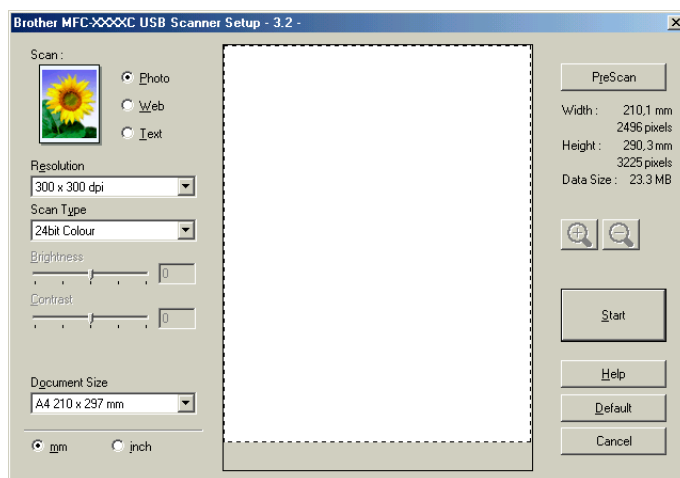 Brother MFC-XXXXC USB Scanner Setup - 3.2 -
Scan :
Photo
Web
Text
Resolution
300 x 300 dpi
Scan Type
24bit Colour
Brightness
0
Contrast
0
Document Size
A4 210 x 297 mm
mm
inch
PreScan
Width : 210,1 mm
2496 pixels
Height : 290,3 mm
3225 pixels
Data Size : 23.3 MB
Start
Help
Default
Cancel